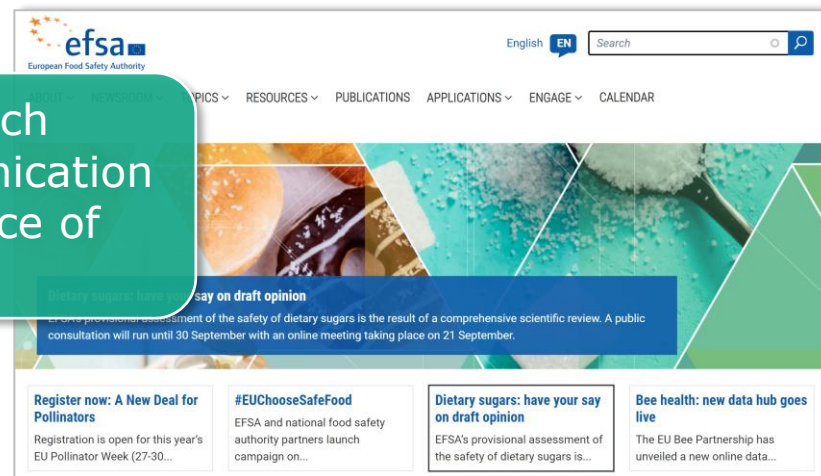 efsa
European Food Safety Authority
English EN Search
ABOUT NEWSROOM TOPICS RESOURCES PUBLICATIONS APPLICATIONS ENGAGE CALENDAR
ch
nication
ce of
Dietary sugars: have your say on draft opinion
EFSA's provisional assessment of the safety of dietary sugars is the result of a comprehensive scientific review. A public
consultation will run until 30 September with an online meeting taking place on 21 September.
Register now: A New Deal for
Pollinators
Registration is open for this year's
EU Pollinator Week (27-30...
#EUChooseSafeFood
EFSA and national food safety
authority partners launch
campaign on...
Dietary sugars: have your say
on draft opinion
EFSA's provisional assessment of
the safety of dietary sugars is...
Bee health: new data hub goes
live
The EU Bee Partnership has
unveiled a new online data...